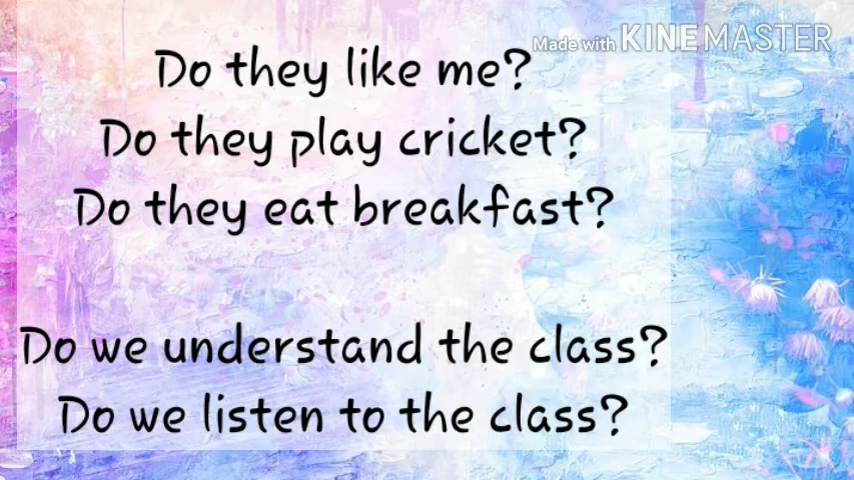 Made with KINEMASTER
Do they like me?
Do they play cricket?
Do they eat breakfast?
Do we understand the class?
Do we listen to the class?